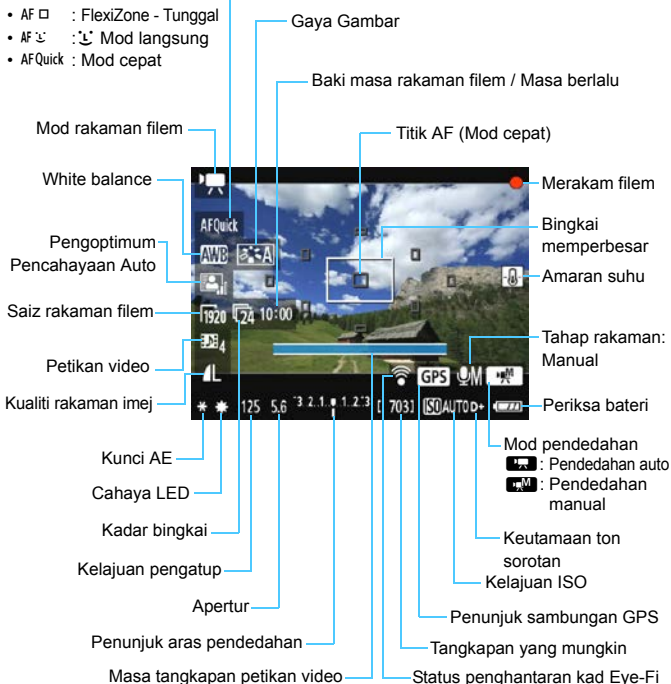 • AF : FlexiZone - Tunggal
• AF : Mod langsung
• AFQuick : Mod cepat
Gaya Gambar
Baki masa rakaman filem / Masa berlalu
Mod rakaman filem
Titik AF (Mod cepat)
White balance
Merakam filem
Pengoptimum
Pencahayaan Auto
Bingkai
memperbesar
Amaran suhu
Saiz rakaman filem
Tahap rakaman:
Manual
Petikan video
Kualiti rakaman imej
Periksa bateri
AFQuick
AWB A
1920 24 10:00
4
L
GPS M M
125 5.6 -3..2..1..0..1..2.:3 [ 703] ISO AUTO D+
Kunci AE
Mod pendedahan
: Pendedahan auto
M : Pendedahan
manual
Cahaya LED
Kadar bingkai
Keutamaan ton
sorotan
Kelajuan pengatup
Kelajuan ISO
Apertur
Penunjuk sambungan GPS
Penunjuk aras pendedahan
Tangkapan yang mungkin
Masa tangkapan petikan video
Status penghantaran kad Eye-Fi